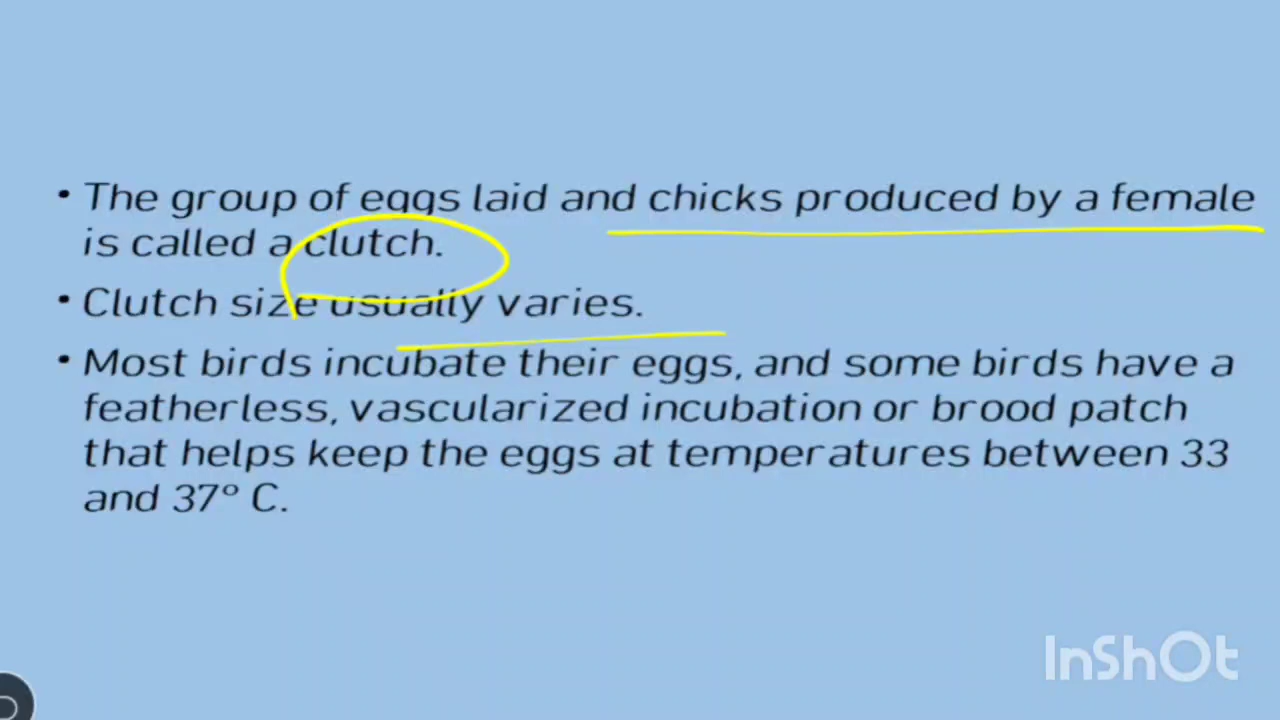 • The group of eggs laid and chicks produced by a female
is called a clutch.
• Clutch size usually varies.
• Most birds incubate their eggs, and some birds have a
featherless, vascularized incubation or brood patch
that helps keep the eggs at temperatures between 33
and 37° C.
InShOt